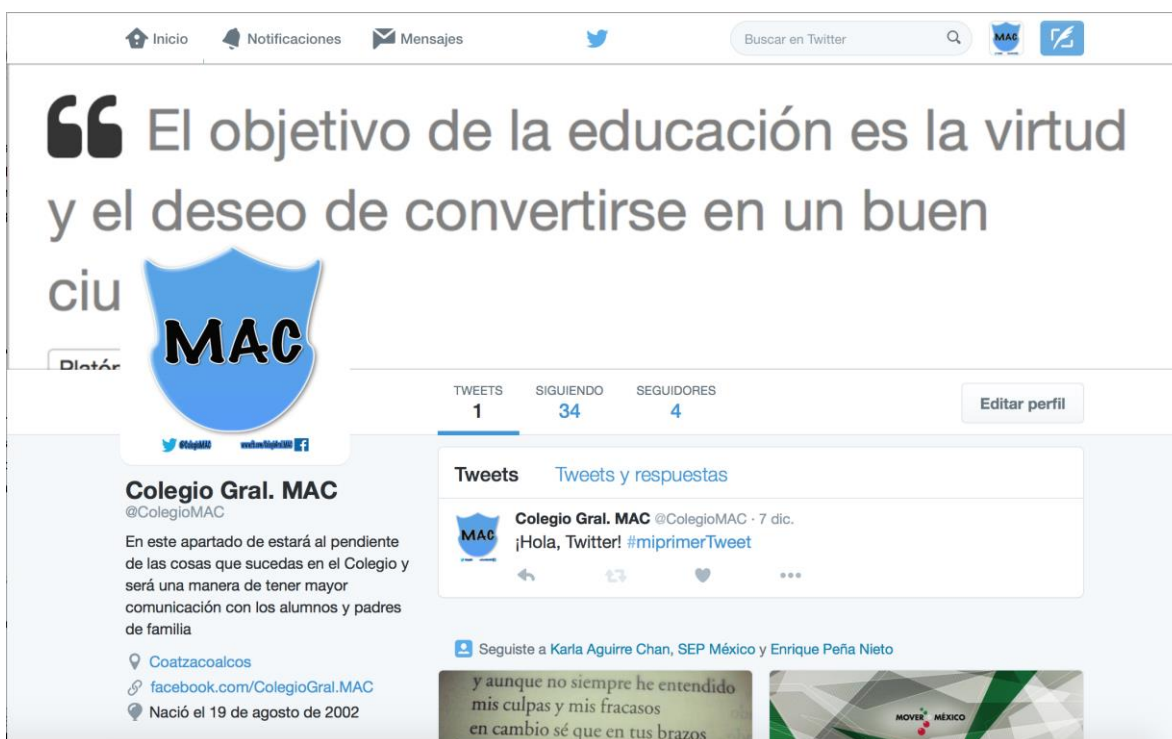 Inicio Notificaciones Mensajes Buscar en Twitter MAC
El objetivo de la educación es la virtud
y el deseo de convertirse en un buen
ciu
MAC
Platón
@ColegioMAC
TWEETS SIGUIENDO SEGUIDORES
1 34 4
Editar perfil
Colegio Gral. MAC
@ColegioMAC
En este apartado de estará al pendiente
de las cosas que sucedas en el Colegio y
será una manera de tener mayor
comunicación con los alumnos y padres
de familia
Coatzacoalcos
facebook.com/ColegioGral.MAC
Nació el 19 de agosto de 2002
Tweets Tweets y respuestas
MAC
Colegio Gral. MAC @ColegioMAC · 7 dic.
¡Hola, Twitter! #miprimerTweet
Seguiste a Karla Aguirre Chan, SEP México y Enrique Peña Nieto
y aunque no siempre he entendido
mis culpas y mis fracasos
en cambio sé que en tus brazos
MOVER MÉXICO